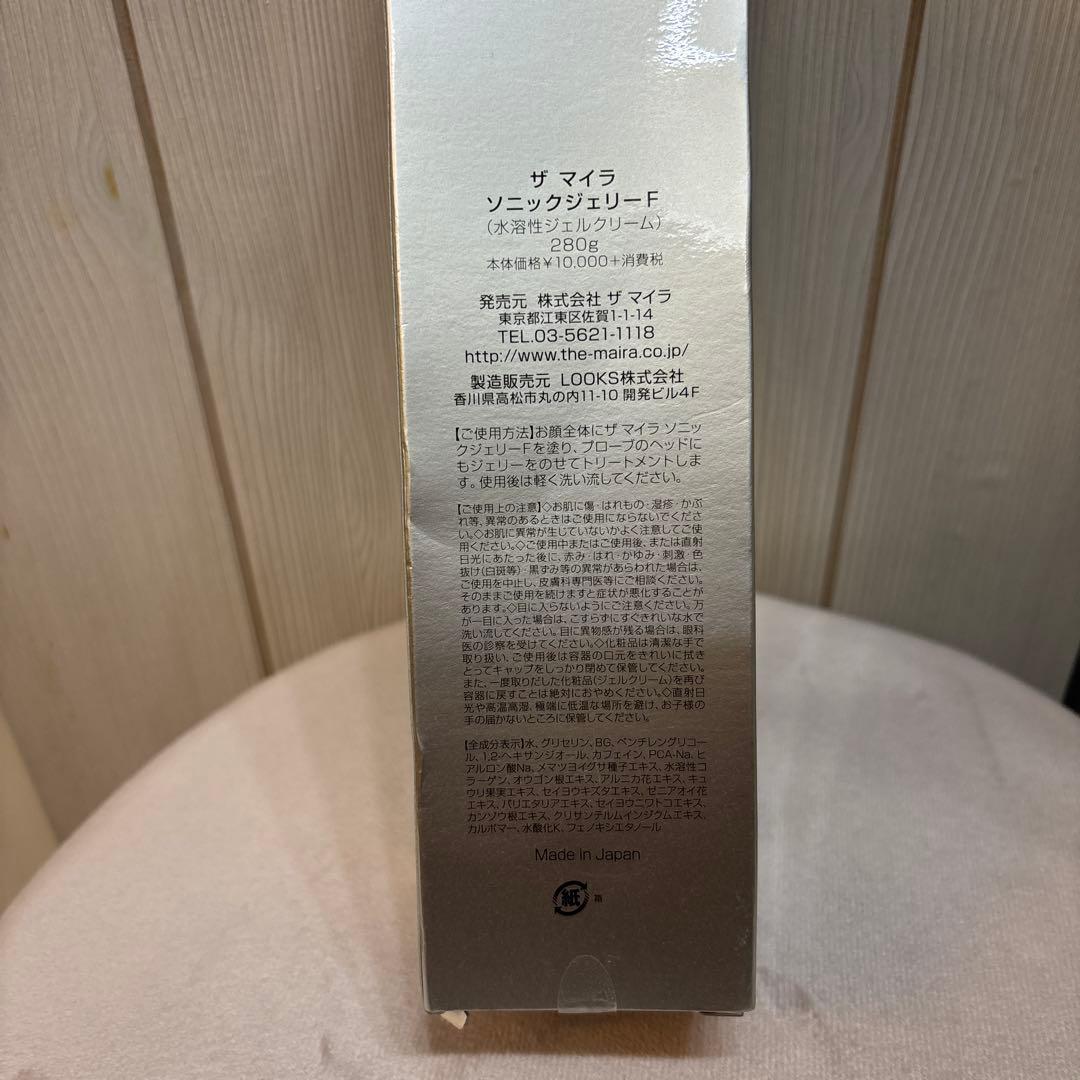 ザ マイラ
ソニックジェリーF
(水溶性ジェルクリーム)
280g
本体価格¥10,000+消費税
発売元 株式会社 ザ マイラ
東京都江東区佐賀1-1-14
TEL.03-5621-1118
http://www.the-maira.co.jp/
製造販売元 LOOKS株式会社
香川県高松市丸の内11-10 開発ビル4F
【ご使用方法】お顔全体にザ マイラ ソニ
ックジェリーFを塗り、プローブのヘッドに
もジェリーをのせてトリートメントしま
す。使用後は軽く洗い流してください。
【ご使用上の注意】◇お肌に傷・はれもの・湿疹・かぶ
れ等、異常のあるときはご使用にならないでくださ
い。◇お肌に異常が生じていないかよく注意してご使
用ください。◇ご使用中またはご使用後、または直射
日光にあたった後に、赤み・はれ・かゆみ・刺激・色
抜け(白斑等)・黒ずみ等の異常があらわれた場合は、
ご使用を中止し、皮膚科専門医等にご相談ください。
そのままご使用を続けますと症状が悪化することが
あります。◇目に入らないようにご注意ください。万
が一目に入った場合は、こすらずにすぐきれいな水で
洗い流してください。目に異物感が残る場合は、眼科
医の診察を受けてください。◇化粧品は清潔な手で
取り扱い、ご使用後は容器の口元をきれいに拭き
とってキャップをしっかり閉めて保管してください。
また、一度取りだした化粧品(ジェルクリーム)を再び
容器に戻すことは絶対におやめください。◇直射日
光や高温高湿、極端に低温な場所を避け、お子様の
手の届かないところに保管してください。
【全成分表示】水、グリセリン、BG、ペンチレングリコー
ル、1,2-ヘキサンジオール、カフェイン、PCA-Na、ヒ
アルロン酸Na、メマツヨイグサ種子エキス、水溶性コ
ラーゲン、オウゴン根エキス、アルニカ花エキス、キュ
ウリ果実エキス、セイヨウキズタエキス、ゼニアオイ花
エキス、パリエタリアエキス、セイヨウニワトコエキス、
カンゾウ根エキス、クリサンテルムインジクムエキス、
カルボマー、水酸化K、フェノキシエタノール
Made in Japan
紙 箱